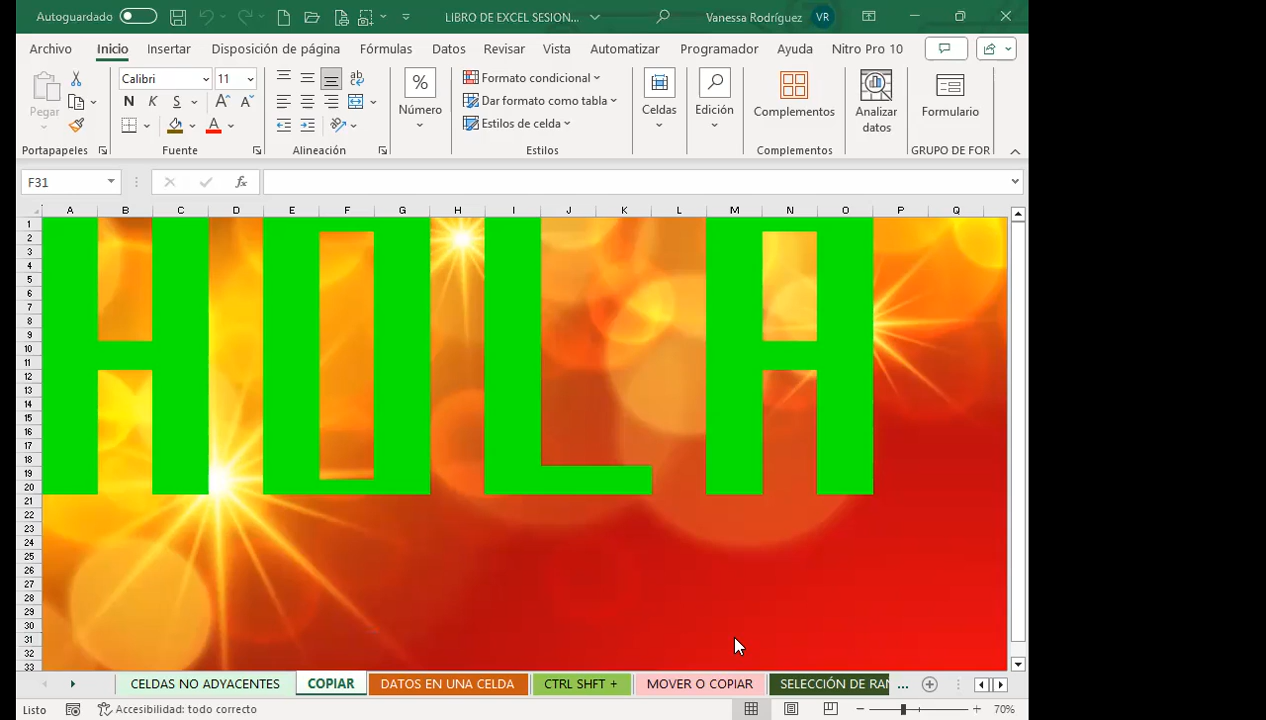 Autoguardado LIBRO DE EXCEL SESION... Vanessa Rodríguez VR
Archivo Inicio Insertar Disposición de página Fórmulas Datos Revisar Vista Automatizar Programador Ayuda Nitro Pro 10
Pegar
Portapapeles
Calibri 11
N K S A A
A
Fuente
ab
Alineación
%
Número
Formato condicional
Dar formato como tabla
Estilos de celda
Estilos
Celdas
Edición
Complementos
Complementos
Analizar
datos
Formulario
GRUPO DE FOR
F31 fx
A B C D E F G H I J K L M N O P Q
1
2
3
4
5
6
7
8
9
10
11
12
13
14
15
16
17
18
19
20
21
22
23
24
25
26
27
28
29
30
31
32
33
HOLA
CELDAS NO ADYACENTES COPIAR DATOS EN UNA CELDA CTRL SHFT + MOVER O COPIAR SELECCIÓN DE RAN ...
Listo Accesibilidad: todo correcto 70%